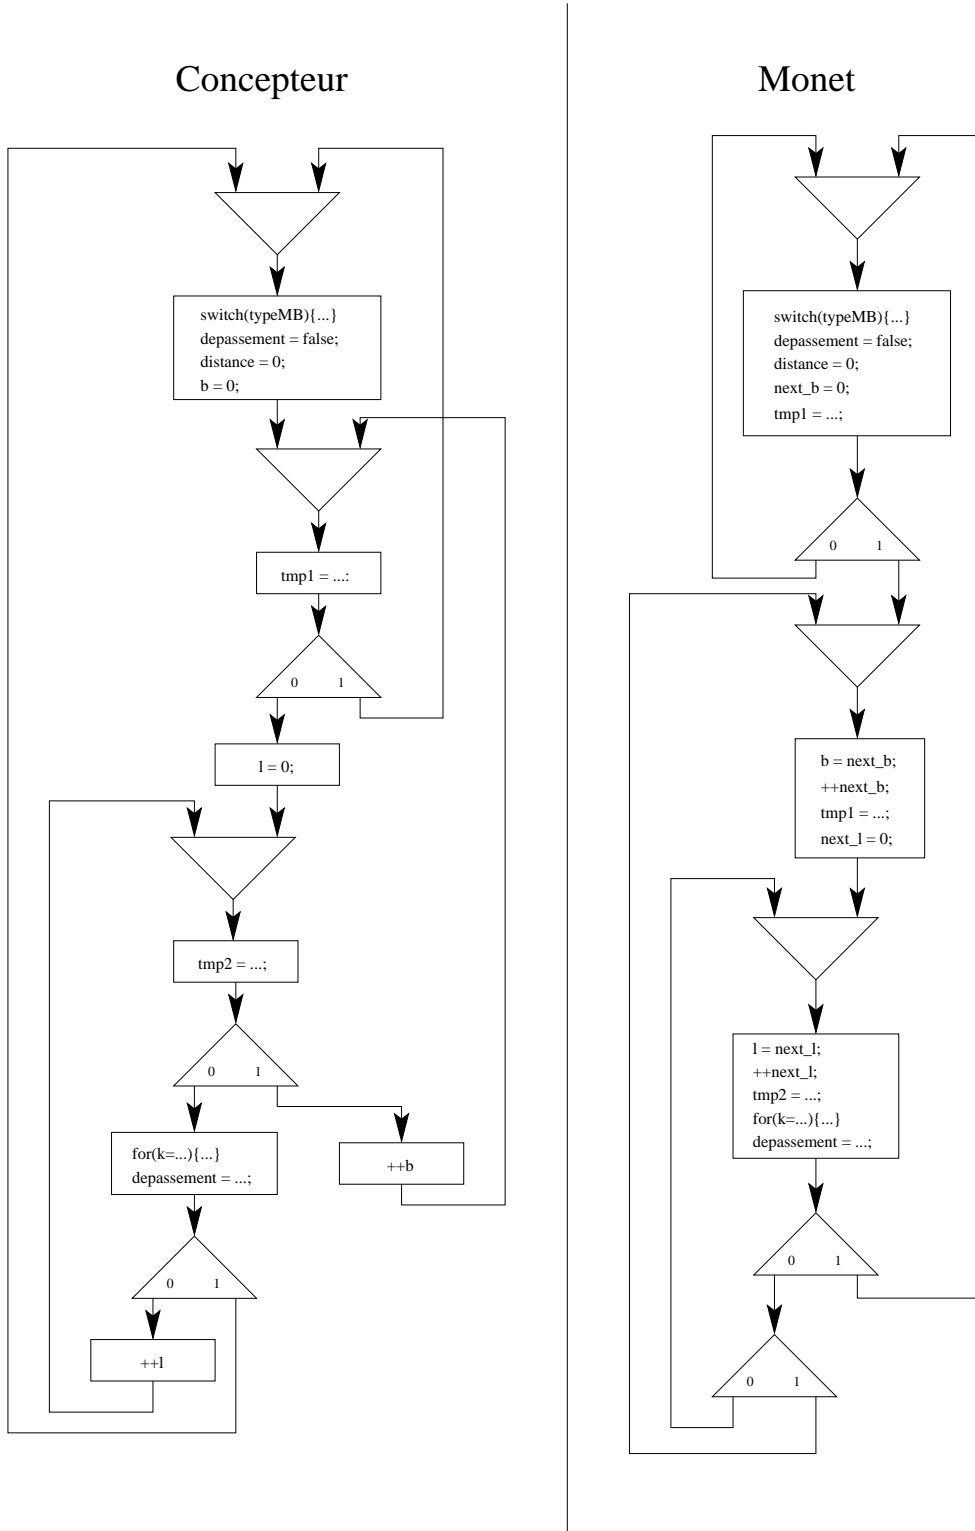 Concepteur
switch(typeMB){...}
depassement = false;
distance = 0;
b = 0;
tmp1 = ...:
0 1
l = 0;
tmp2 = ...;
0 1
for(k=...){...}
depassement = ...;
++b
0 1
++l
Monet
switch(typeMB){...}
depassement = false;
distance = 0;
next_b = 0;
tmp1 = ...;
0 1
b = next_b;
++next_b;
tmp1 = ...;
next_l = 0;
l = next_l;
++next_l;
tmp2 = ...;
for(k=...){...}
depassement = ...;
0 1
0 1